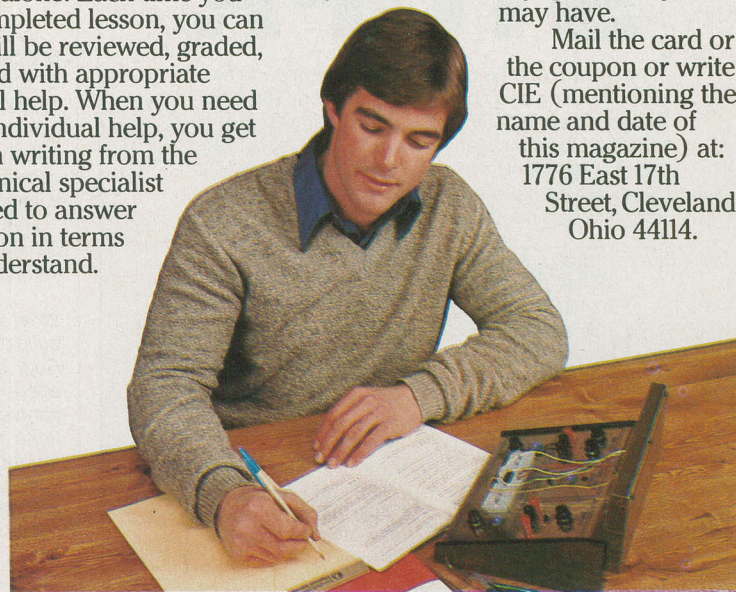 mpleted lesson, you can
ll be reviewed, graded,
d with appropriate
l help. When you need
ndividual help, you get
n writing from the
nical specialist
ed to answer
on in terms
derstand.
may have.
Mail the card or
the coupon or write
CIE (mentioning the
name and date of
this magazine) at:
1776 East 17th
Street, Cleveland
Ohio 44114.